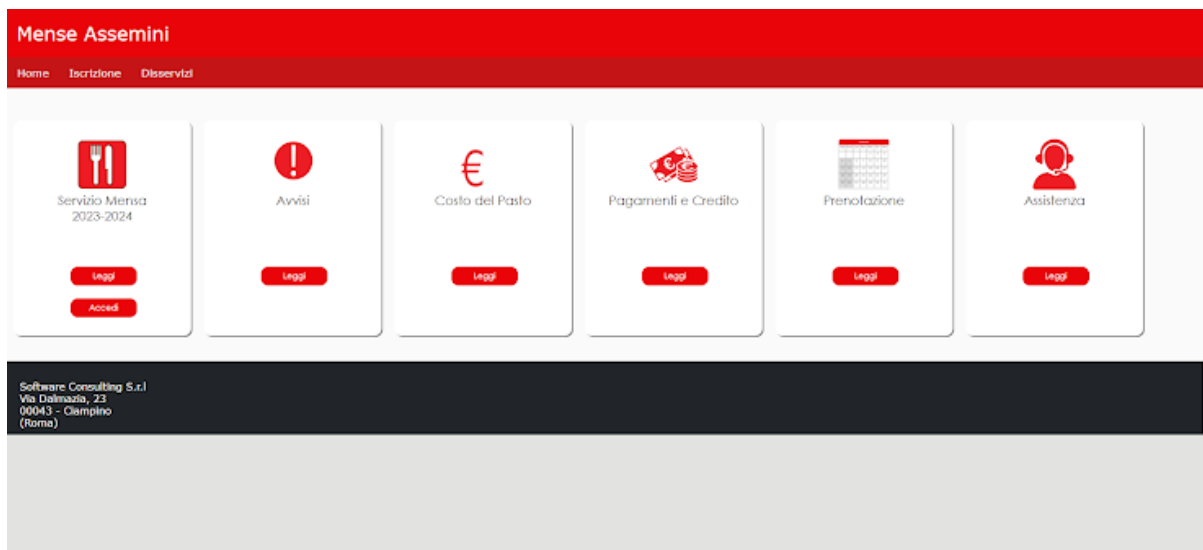 Mense Assemini
Home Iscrizione Disservizi
Servizio Mensa
2023-2024
Leggi
Accedi
Avvisi
Leggi
€
Costo del Pasto
Leggi
Pagamenti e Credito
Leggi
Prenotazione
Leggi
Assistenza
Leggi
Software Consulting S.r.l
Via Dalmazia, 23
00043 - Ciampino
(Roma)